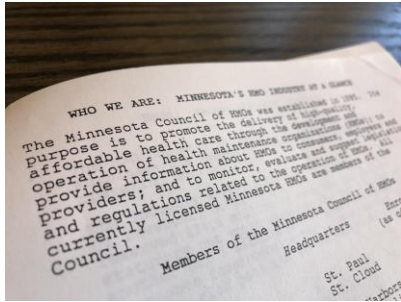 WHO WE ARE: MINNESOTA'S HMO INDUSTRY AT A GLANCE
The Minnesota Council of HMOs was established in The
purpose is to promote the delivery of high-quality,
affordable health care through the development and
operation of health maintenance organizations (HMOs); to
provide information about HMOs to consumers, employers and
providers; and to monitor, evaluate and suggest
and regulations related to the operation of HMOs. All
currently licensed Minnesota HMOs are members of the
Council.
Members of the Minnesota Council of HMOs
Headquarters
(as of
St. Paul
St. Cloud